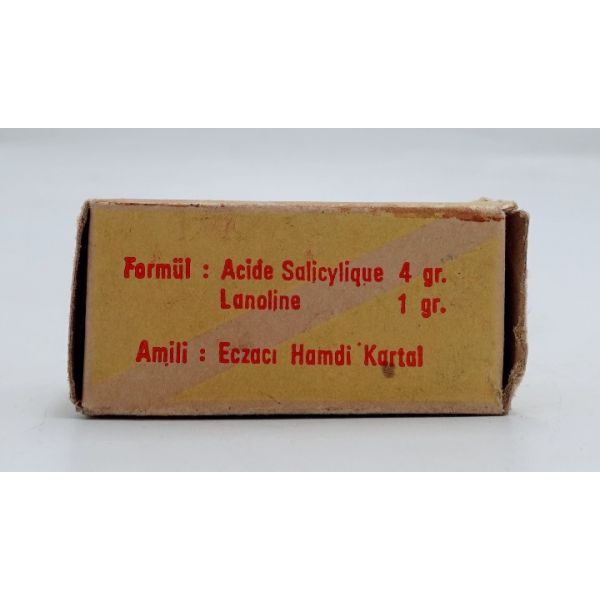 Formül : Acide Salicylique 4 gr.
Lanoline 1 gr.
Amili : Eczacı Hamdi Kartal